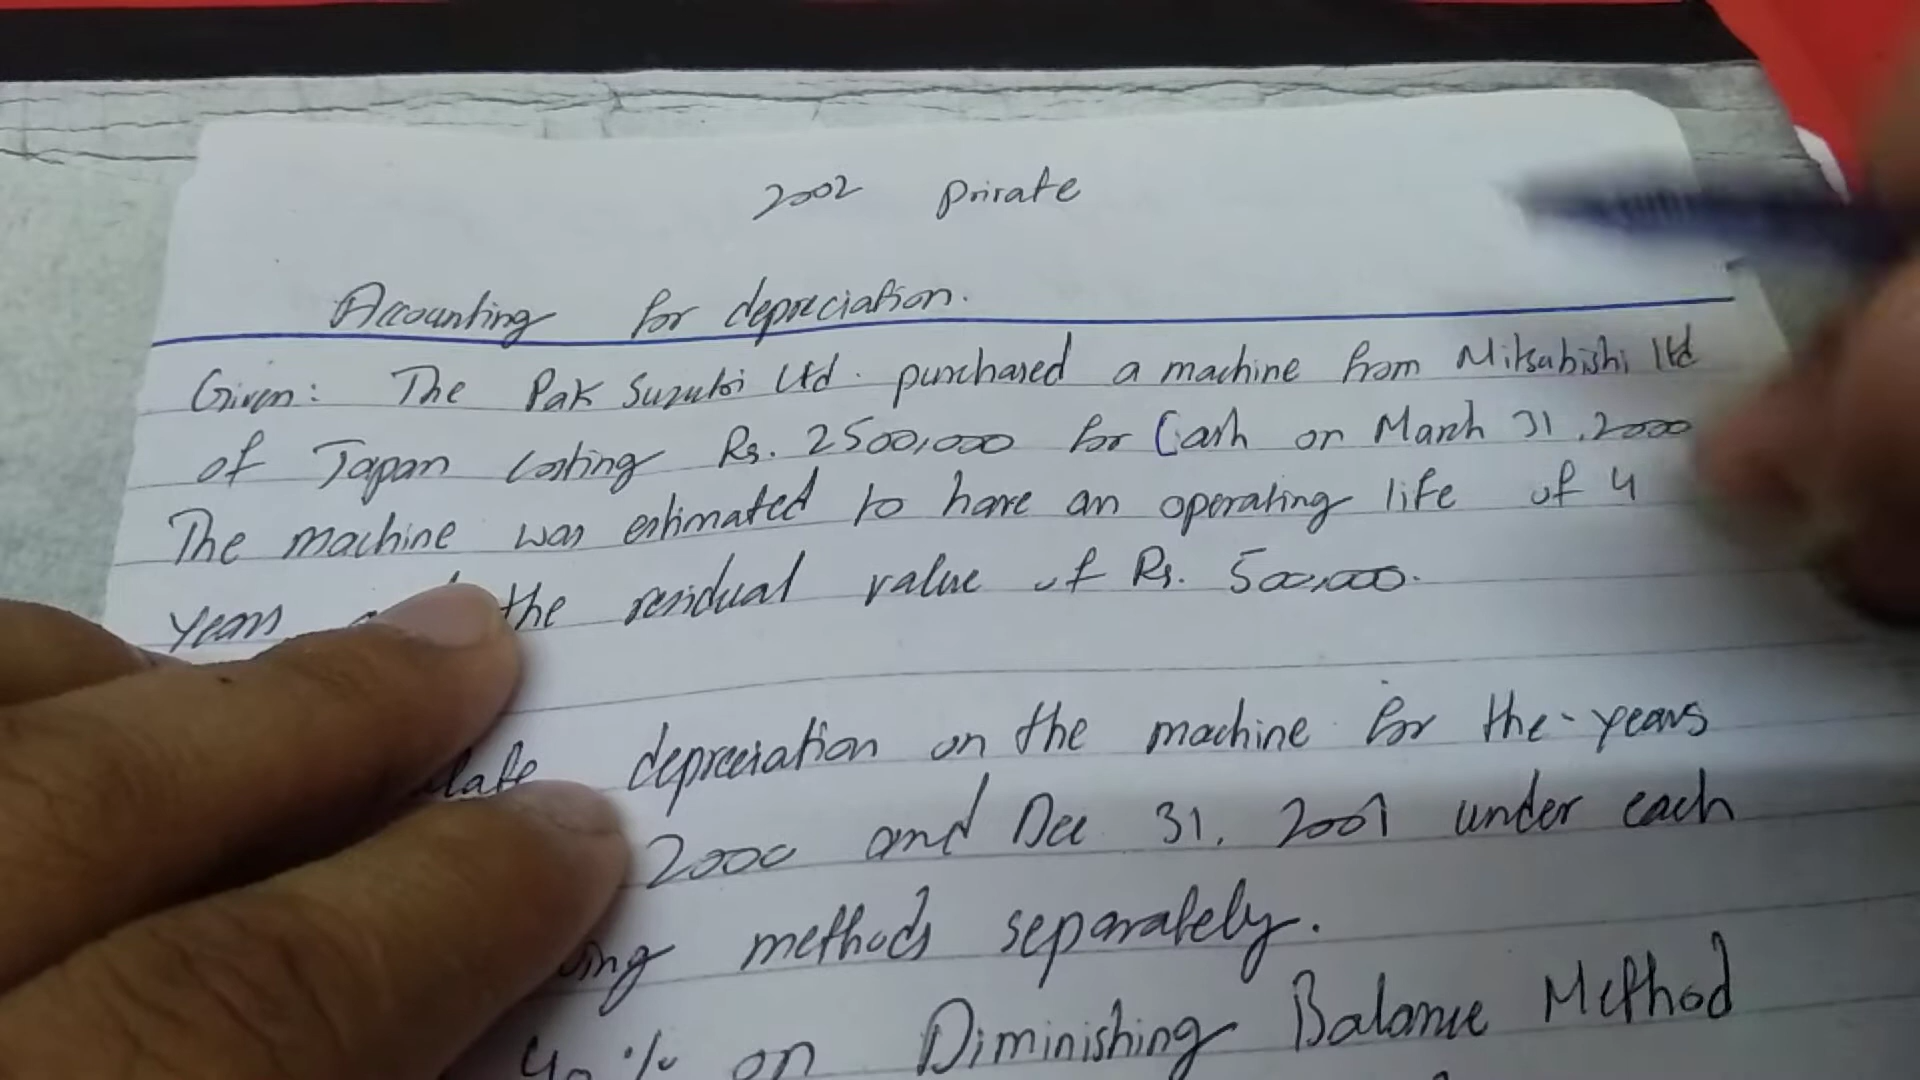 2002 Private
Accounting for depreciation.
Given: The Pak Suzuki Ltd. purchased a machine from Mitsubishi ltd
of Japan costing Rs. 2500,000 for Cash on March 31, 2000
The machine was estimated to have an operating life of 4
years the residual value of Rs. 500,000.
depreciation on the machine for the years
2000 and Dec 31, 2001 under each
methods separately.
40 % on Diminishing Balance Method